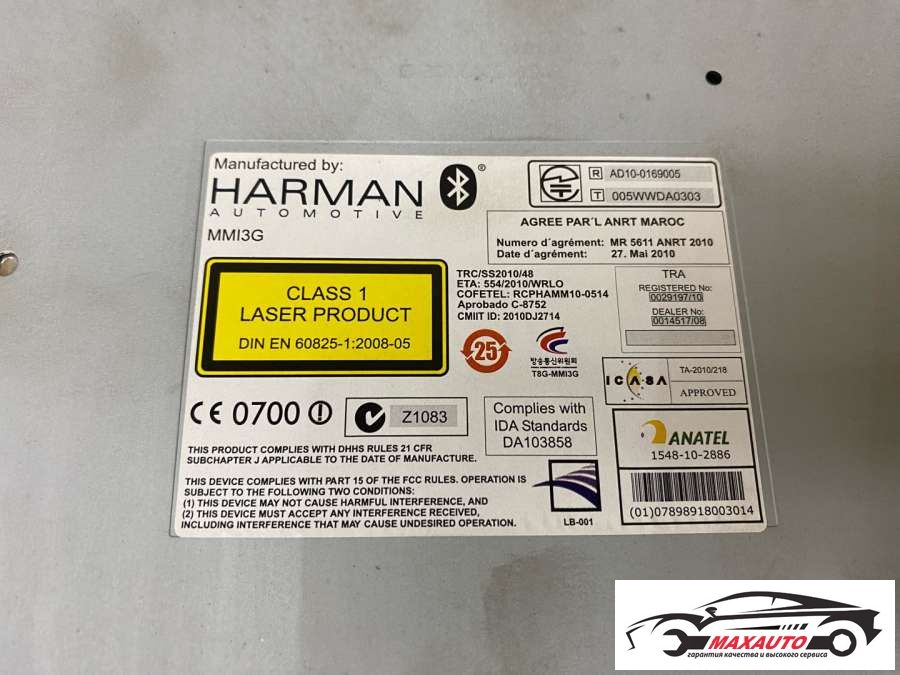 Manufactured by:
HARMAN
AUTOMOTIVE
MMI3G
®
R AD10-0169005
T 005WWDA0303
AGREE PAR´L ANRT MAROC
Numero d´agrément: MR 5611 ANRT 2010
Date d´agrément: 27. Mai 2010
CLASS 1
LASER PRODUCT
DIN EN 60825-1:2008-05
TRC/SS2010/48
ETA: 554/2010/WRLO
COFETEL: RCPHAMM10-0514
Aprobado C-8752
CMIIT ID: 2010DJ2714
25
방송통신위원회
T8G-MMI3G
TRA
REGISTERED No:
0029197/10
DEALER No:
0014517/08
ICASA
TA-2010/218
APPROVED
CE 0700
Z1083
Complies with
IDA Standards
DA103858
ANATEL
1548-10-2886
(01)07898918003014
THIS PRODUCT COMPLIES WITH DHHS RULES 21 CFR
SUBCHAPTER J APPLICABLE TO THE DATE OF MANUFACTURE.
THIS DEVICE COMPLIES WITH PART 15 OF THE FCC RULES. OPERATION IS
SUBJECT TO THE FOLLOWING TWO CONDITIONS:
(1) THIS DEVICE MAY NOT CAUSE HARMFUL INTERFERENCE, AND
(2) THIS DEVICE MUST ACCEPT ANY INTERFERENCE RECEIVED,
INCLUDING INTERFERENCE THAT MAY CAUSE UNDESIRED OPERATION.
LB-001
MAXAUTO
гарантия качества и высокого сервиса